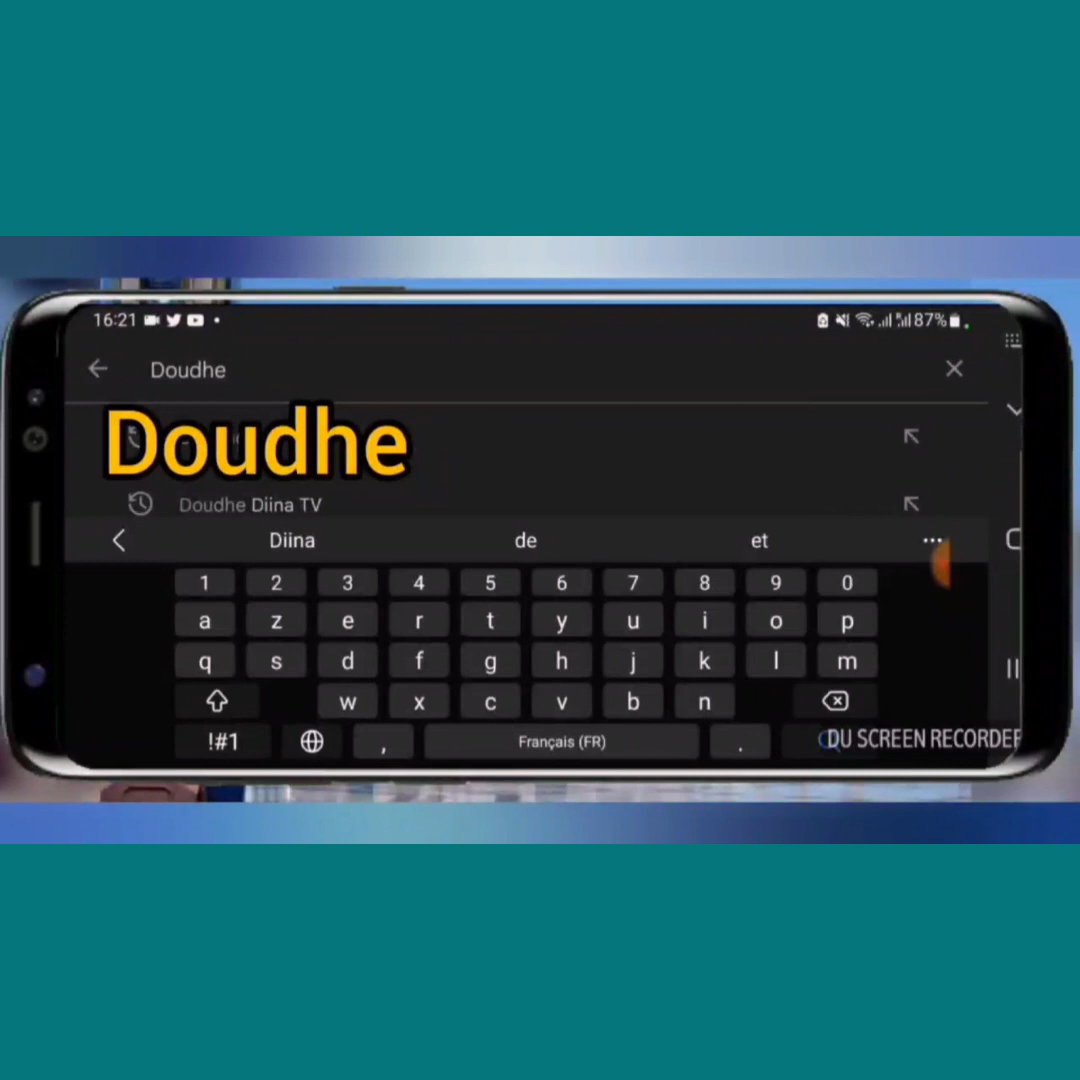 16:21 87%
Doudhe
Doudhe
Doudhe Diina TV
Diina de et
1 2 3 4 5 6 7 8 9 0
a z e r t y u i o p
q s d f g h j k l m
w x c v b n
!#1 , Français (FR) .
DU SCREEN RECORDER